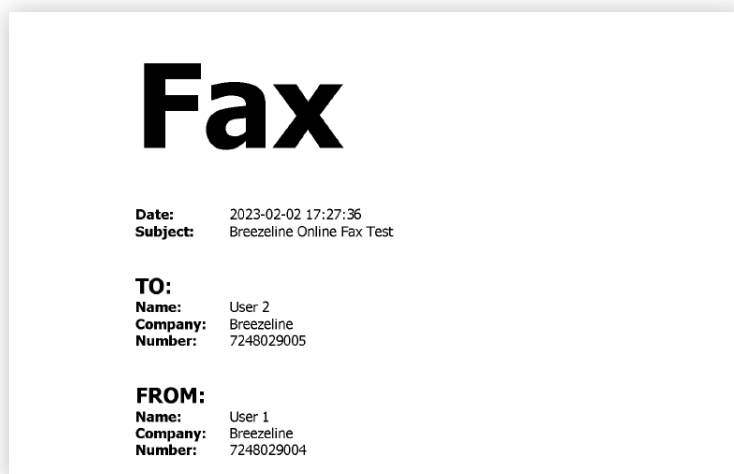 Fax
Date: 2023-02-02 17:27:36
Subject: Breezeline Online Fax Test
TO:
Name: User 2
Company: Breezeline
Number: 7248029005
FROM:
Name: User 1
Company: Breezeline
Number: 7248029004